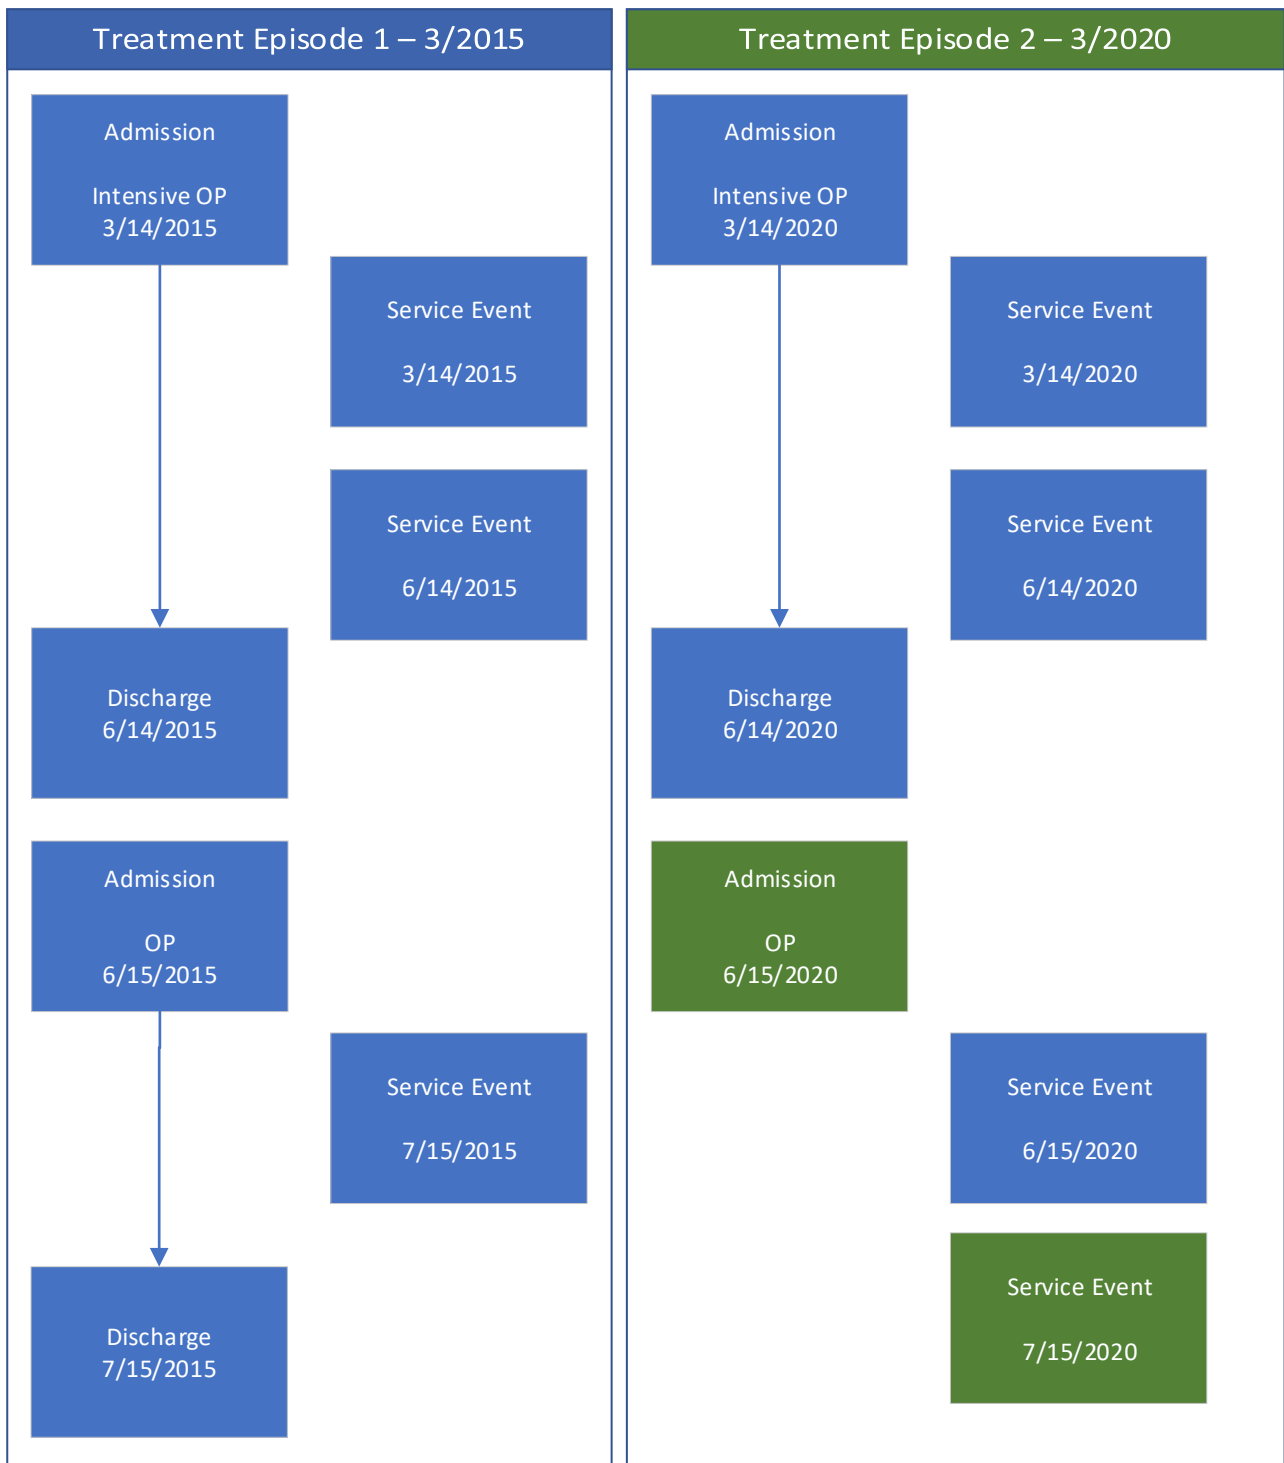 Treatment Episode 1 – 3/2015
Admission
Intensive OP
3/14/2015
Service Event
3/14/2015
Service Event
6/14/2015
Discharge
6/14/2015
Admission
OP
6/15/2015
Service Event
7/15/2015
Discharge
7/15/2015
Treatment Episode 2 – 3/2020
Admission
Intensive OP
3/14/2020
Service Event
3/14/2020
Service Event
6/14/2020
Discharge
6/14/2020
Admission
OP
6/15/2020
Service Event
6/15/2020
Service Event
7/15/2020